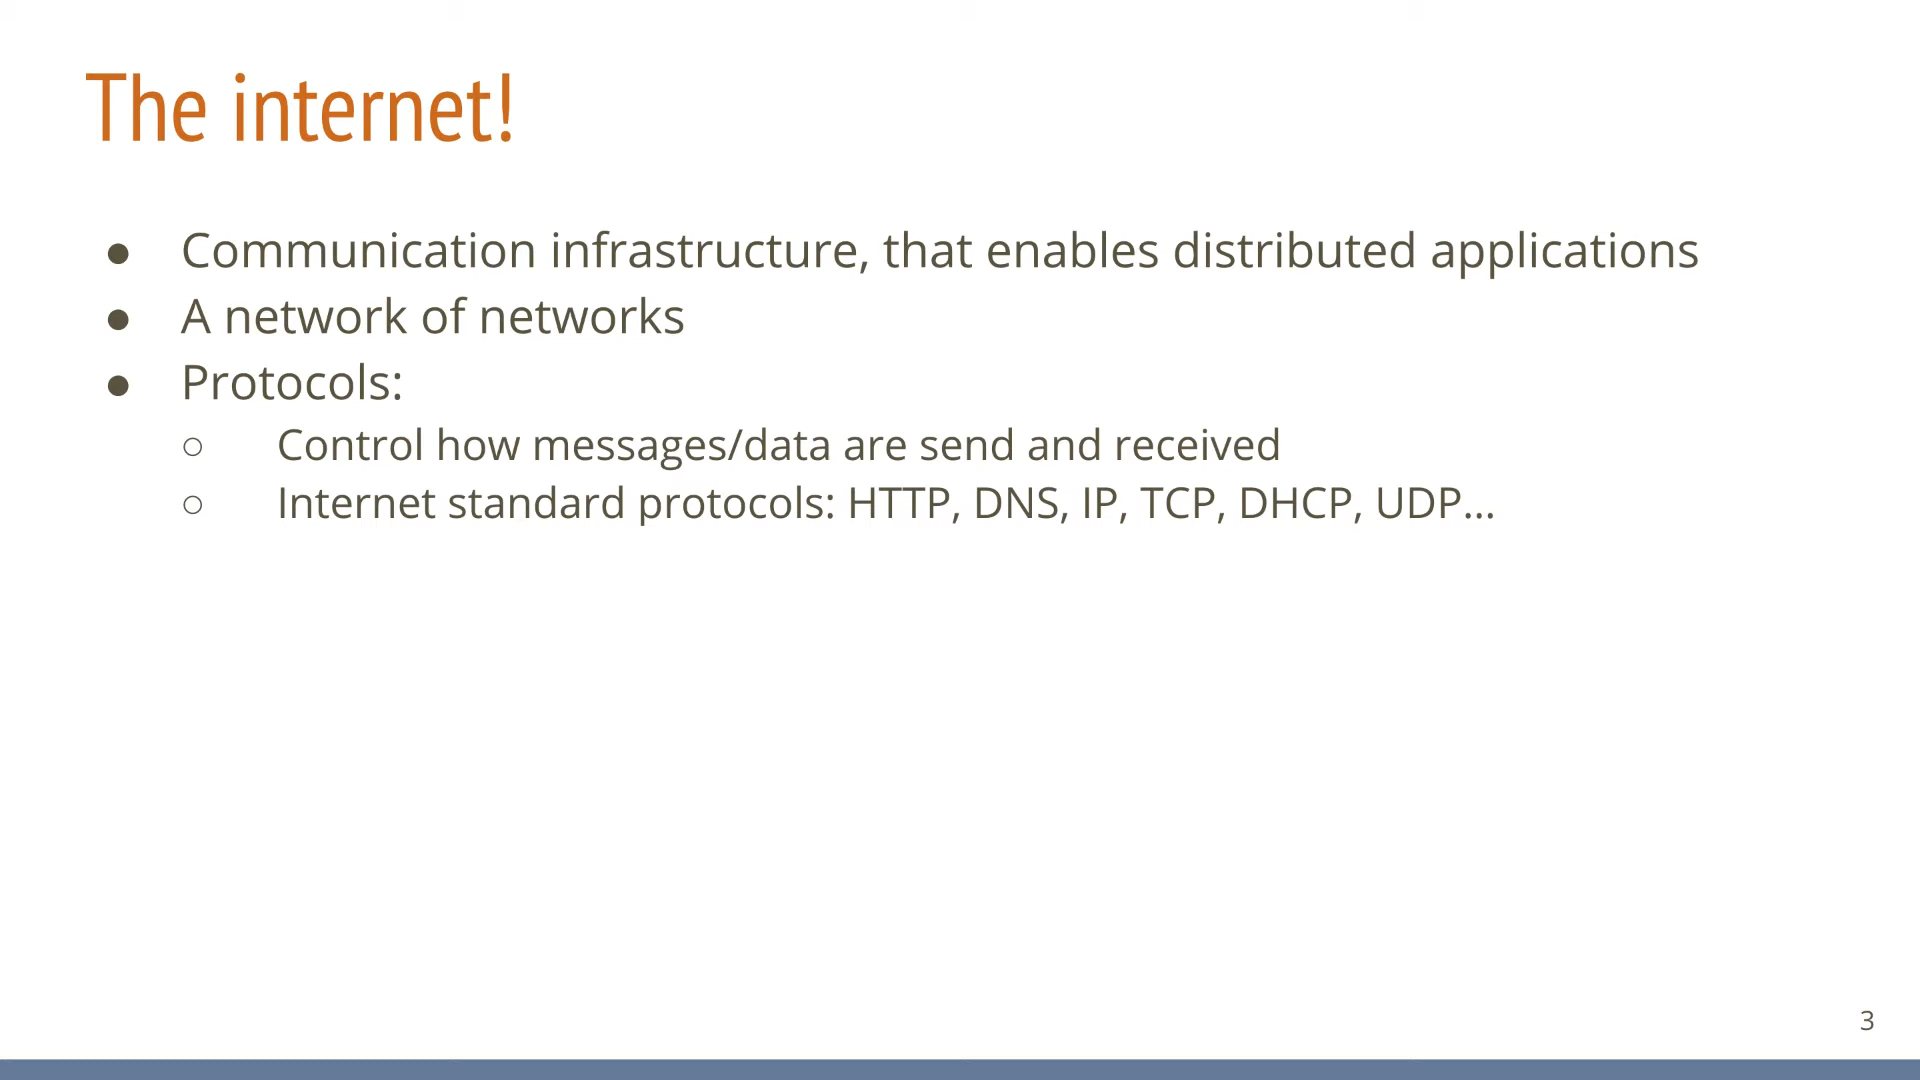 The internet!
● Communication infrastructure, that enables distributed applications
● A network of networks
● Protocols:
○ Control how messages/data are send and received
○ Internet standard protocols: HTTP, DNS, IP, TCP, DHCP, UDP...
3